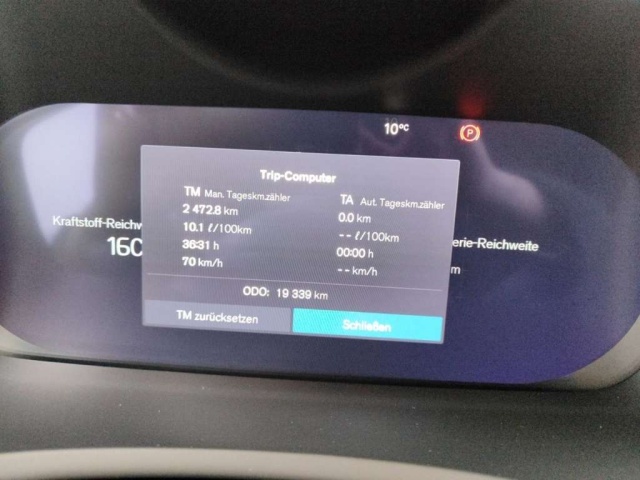 10°C
P
Trip-Computer
TM Man. Tageskm.zähler
2 472.8 km
10.1 ℓ/100km
36:31 h
70 km/h
TA Aut. Tageskm.zähler
0.0 km
-- ℓ/100km
00:00 h
-- km/h
Kraftstoff-Reichw
160
erie-Reichweite
m
ODO: 19 339 km
TM zurücksetzen
Schließen